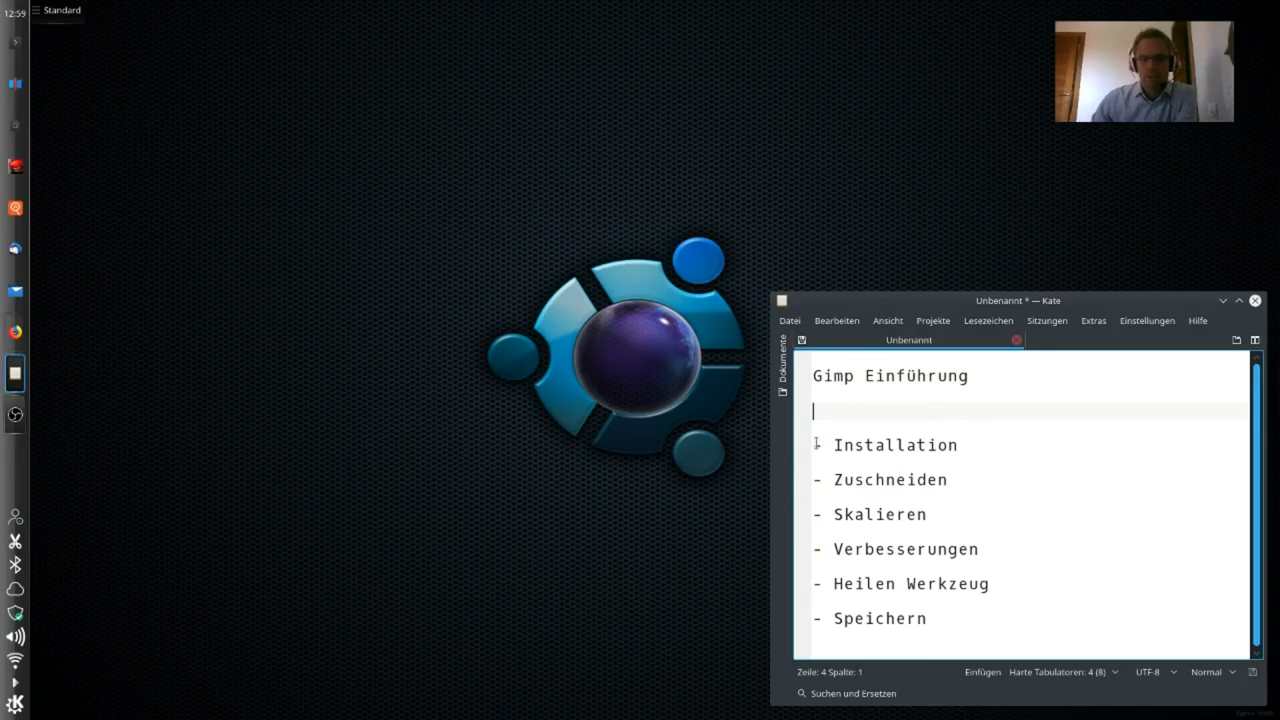 12:59
Standard
Unbenannt * — Kate
Datei Bearbeiten Ansicht Projekte Lesezeichen Sitzungen Extras Einstellungen Hilfe
Dokumente
Unbenannt
Gimp Einführung
- Installation
- Zuschneiden
- Skalieren
- Verbesserungen
- Heilen Werkzeug
- Speichern
Zeile: 4 Spalte: 1 Einfügen Harte Tabulatoren: 4 (8) UTF-8 Normal
Suchen und Ersetzen